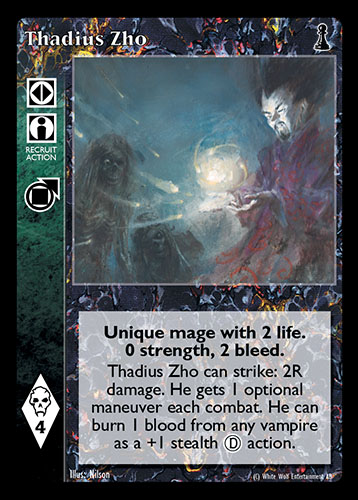 Thadius Zho
RECRUIT
ACTION
4
Unique mage with 2 life.
0 strength, 2 bleed.
Thadius Zho can strike: 2R
damage. He gets 1 optional
maneuver each combat. He can
burn 1 blood from any vampire
as a +1 stealth Ⓓ action.
Illus: Nilson
(C) White Wolf Entertainment AB